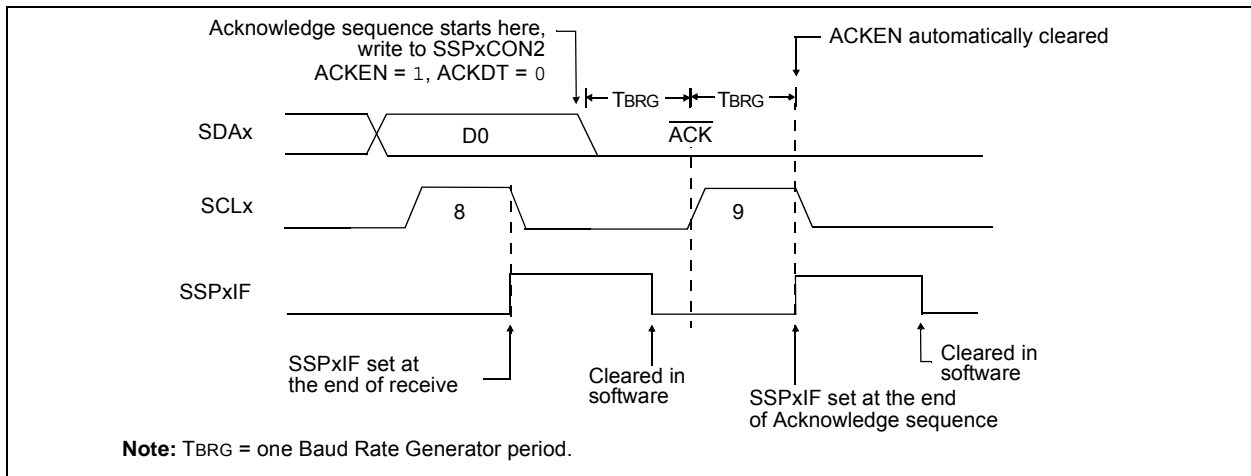 Acknowledge sequence starts here,
write to SSPxCON2
ACKEN = 1, ACKDT = 0
ACKEN automatically cleared
TBRG
TBRG
SDAx
D0
ACK
SCLx
8
9
SSPxIF
SSPxIF set at
the end of receive
Cleared in
software
SSPxIF set at the end
of Acknowledge sequence
Cleared in
software
Note: TBRG = one Baud Rate Generator period.